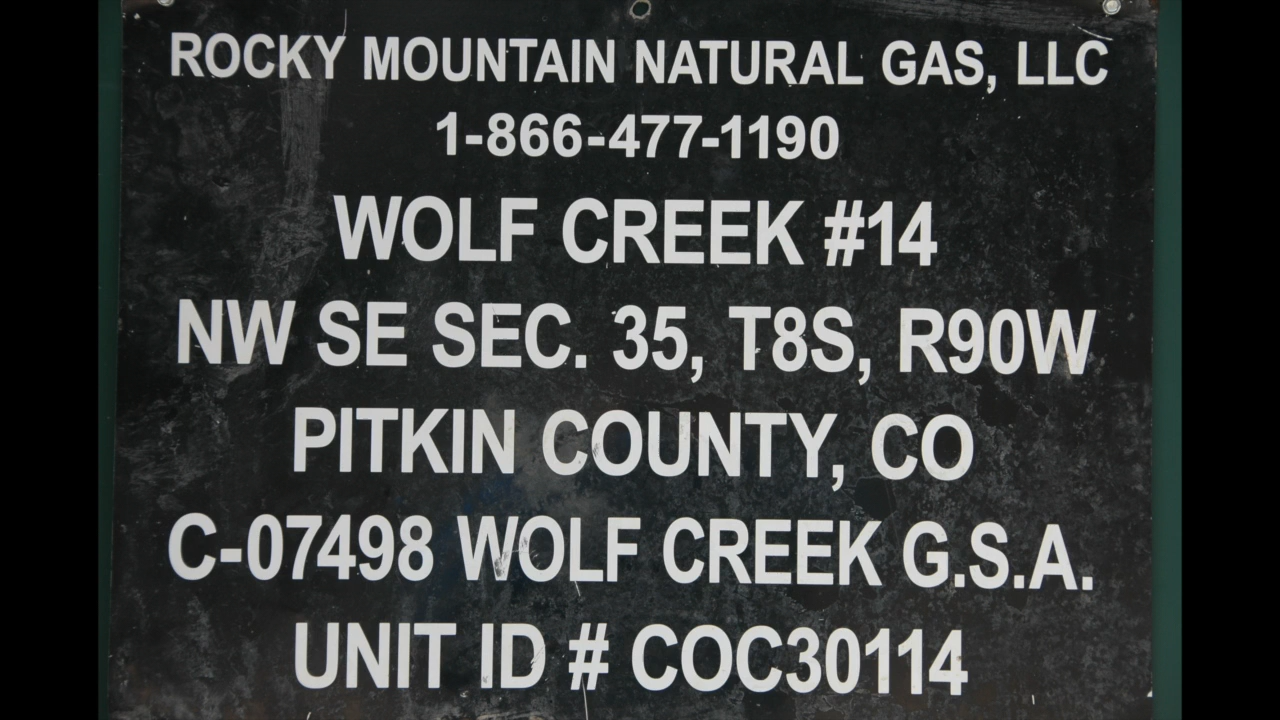 ROCKY MOUNTAIN NATURAL GAS, LLC
1-866-477-1190
WOLF CREEK #14
NW SE SEC. 35, T8S, R90W
PITKIN COUNTY, CO
C-07498 WOLF CREEK G.S.A.
UNIT ID # COC30114